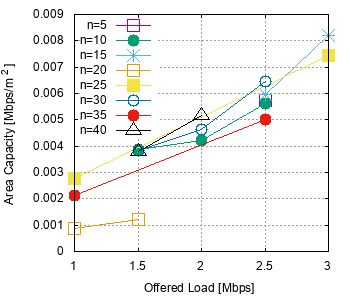 0.009
0.008
0.007
0.006
0.005
0.004
0.003
0.002
0.001
0
Area Capacity [Mbps/m 2 ]
n=5
n=10
n=15
n=20
n=25
n=30
n=35
n=40
1 1.5 2 2.5 3
Offered Load [Mbps]